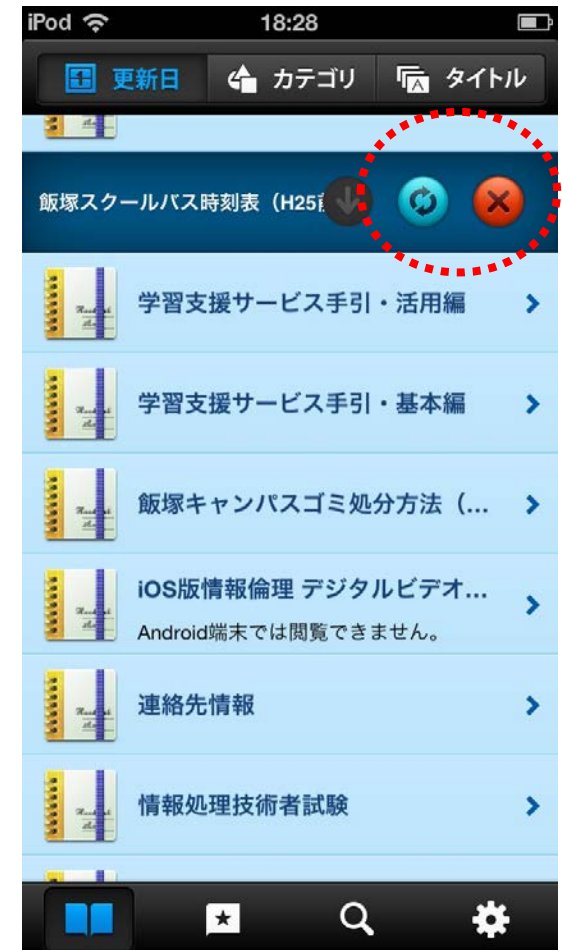 iPod 18:28
更新日 カテゴリ タイトル
飯塚スクールバス時刻表（H25前
学習支援サービス手引・活用編
学習支援サービス手引・基本編
飯塚キャンパスゴミ処分方法（...
iOS版情報倫理 デジタルビデオ...
Android端末では閲覧できません。
連絡先情報
情報処理技術者試験